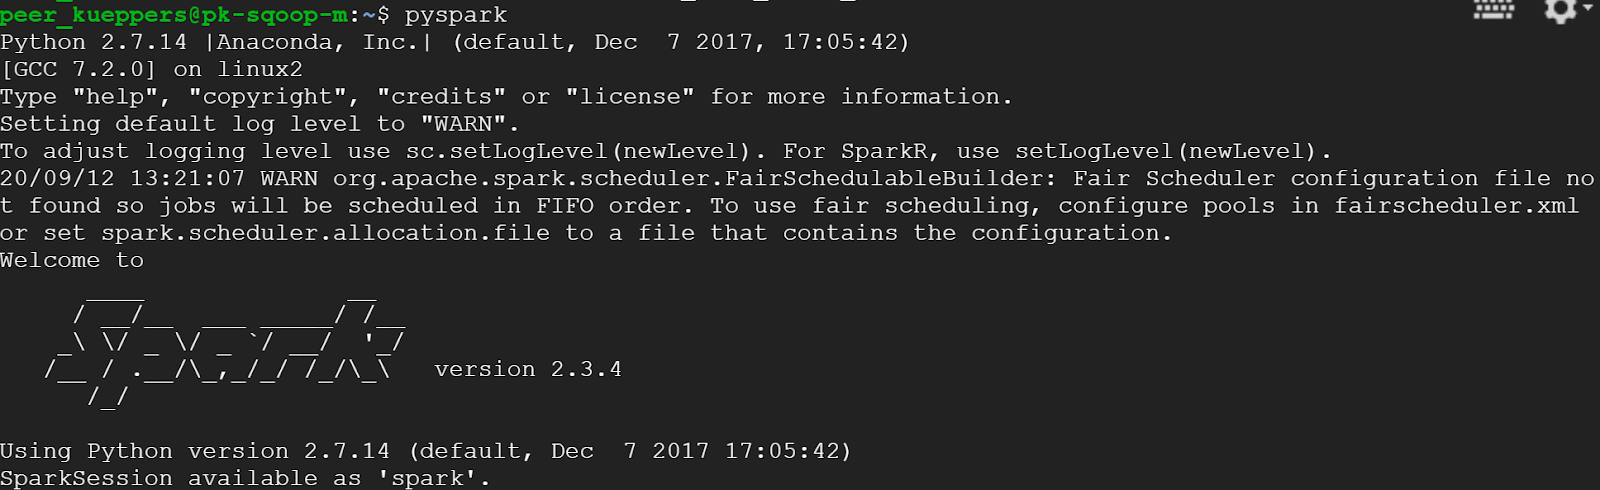 peer_kueppers@pk-sqoop-m:~$ pyspark
Python 2.7.14 |Anaconda, Inc.| (default, Dec  7 2017, 17:05:42)
[GCC 7.2.0] on linux2
Type "help", "copyright", "credits" or "license" for more information.
Setting default log level to "WARN".
To adjust logging level use sc.setLogLevel(newLevel). For SparkR, use setLogLevel(newLevel).
20/09/12 13:21:07 WARN org.apache.spark.scheduler.FairSchedulableBuilder: Fair Scheduler configuration file no
t found so jobs will be scheduled in FIFO order. To use fair scheduling, configure pools in fairscheduler.xml
or set spark.scheduler.allocation.file to a file that contains the configuration.
Welcome to
      ____              __
     / __/__  ___ _____/ /__
    _\ \/ _ \/ _ `/ __/  '_/
   /__ / .__/\_,_/_/ /_/\_\   version 2.3.4
      /_/
Using Python version 2.7.14 (default, Dec  7 2017 17:05:42)
SparkSession available as 'spark'.